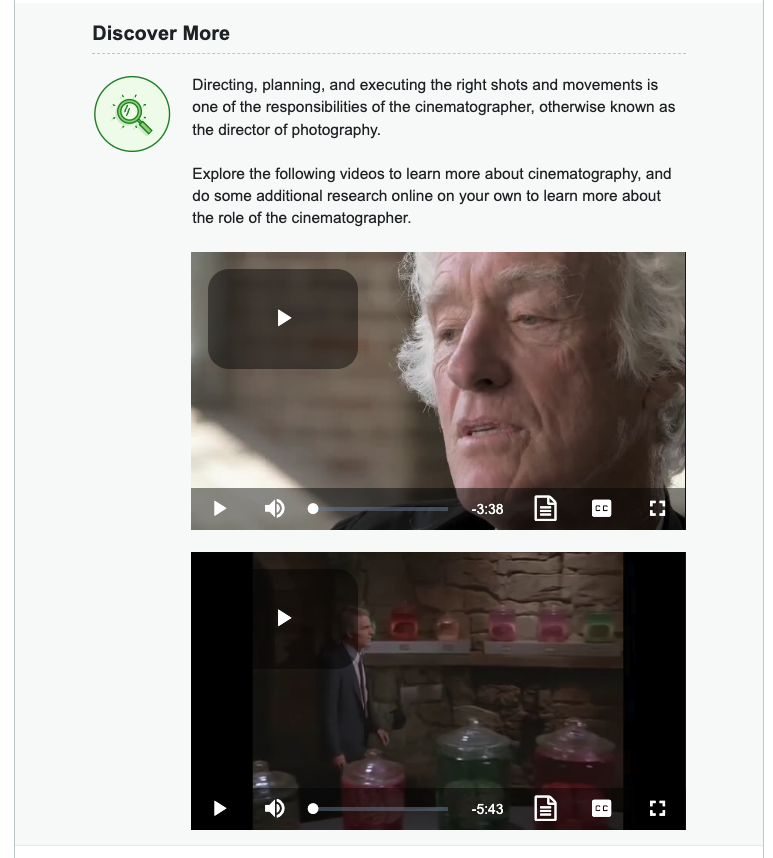 Discover More
Directing, planning, and executing the right shots and movements is
one of the responsibilities of the cinematographer, otherwise known as
the director of photography.
Explore the following videos to learn more about cinematography, and
do some additional research online on your own to learn more about
the role of the cinematographer.
-3:38
CC
-5:43
CC